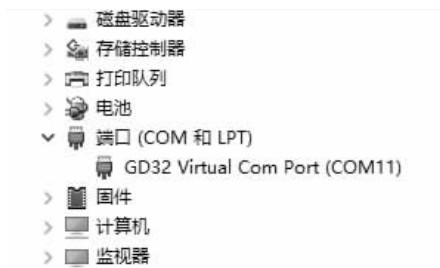 磁盘驱动器
存储控制器
打印队列
电池
端口 (COM 和 LPT)
GD32 Virtual Com Port (COM11)
固件
计算机
监视器